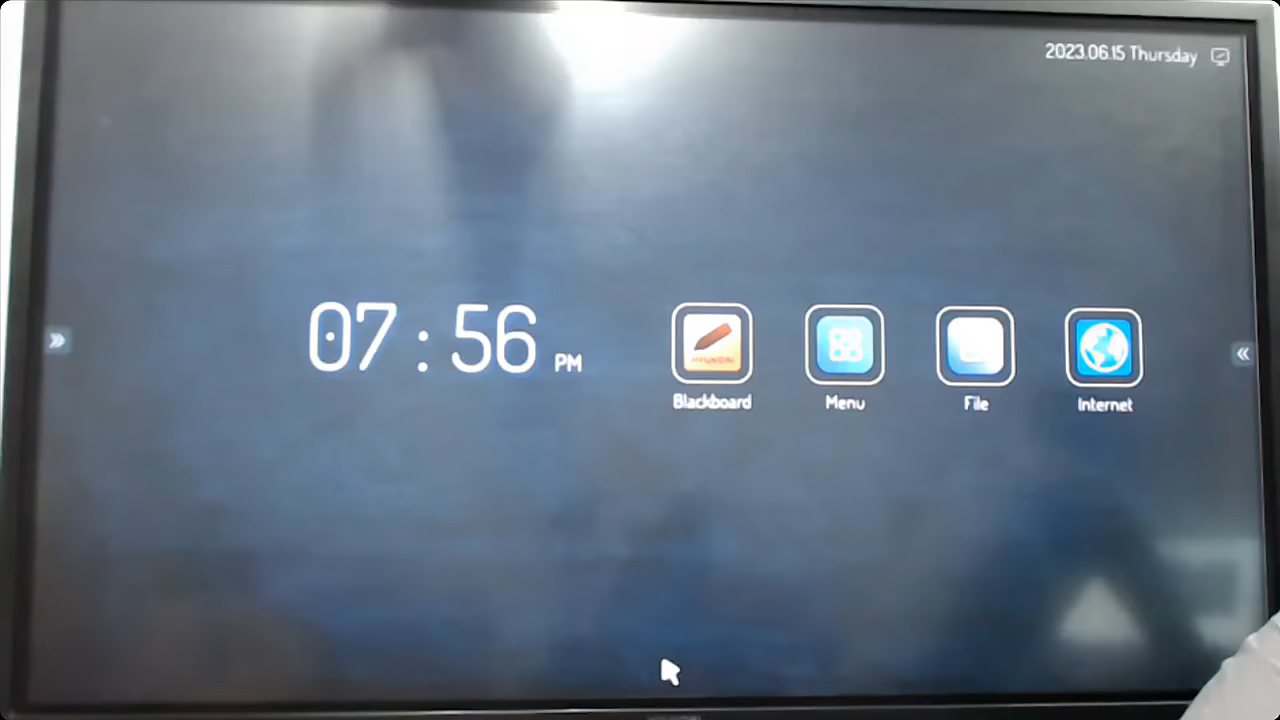 2023.06.15 Thursday
07 : 56 PM
Blackboard
Menu
File
Internet